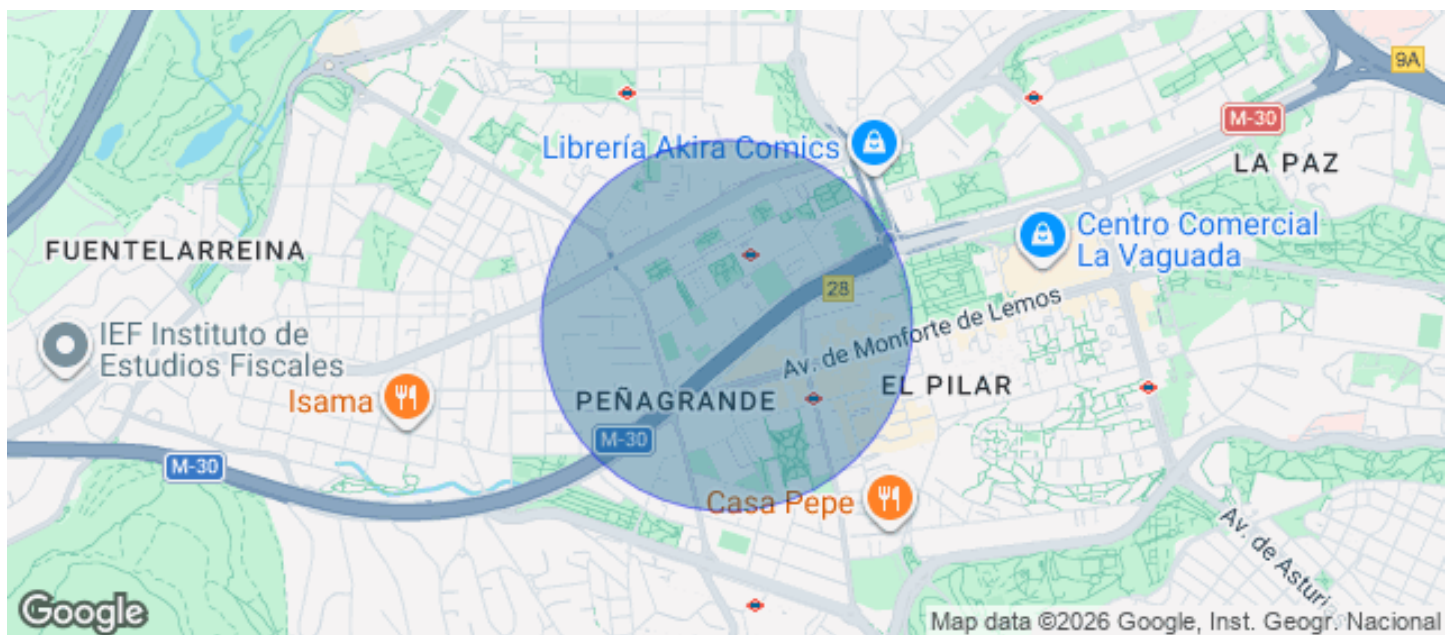 9A
M-30
Librería Akira Comics
LA PAZ
FUENTELARREINA
Centro Comercial
La Vaguada
28
IEF Instituto de
Estudios Fiscales
Av. de Monforte de Lemos
Isama
PEÑAGRANDE
EL PILAR
M-30
M-30
Casa Pepe
Av. de Asturias
Google
Map data ©2026 Google, Inst. Geogr. Nacional